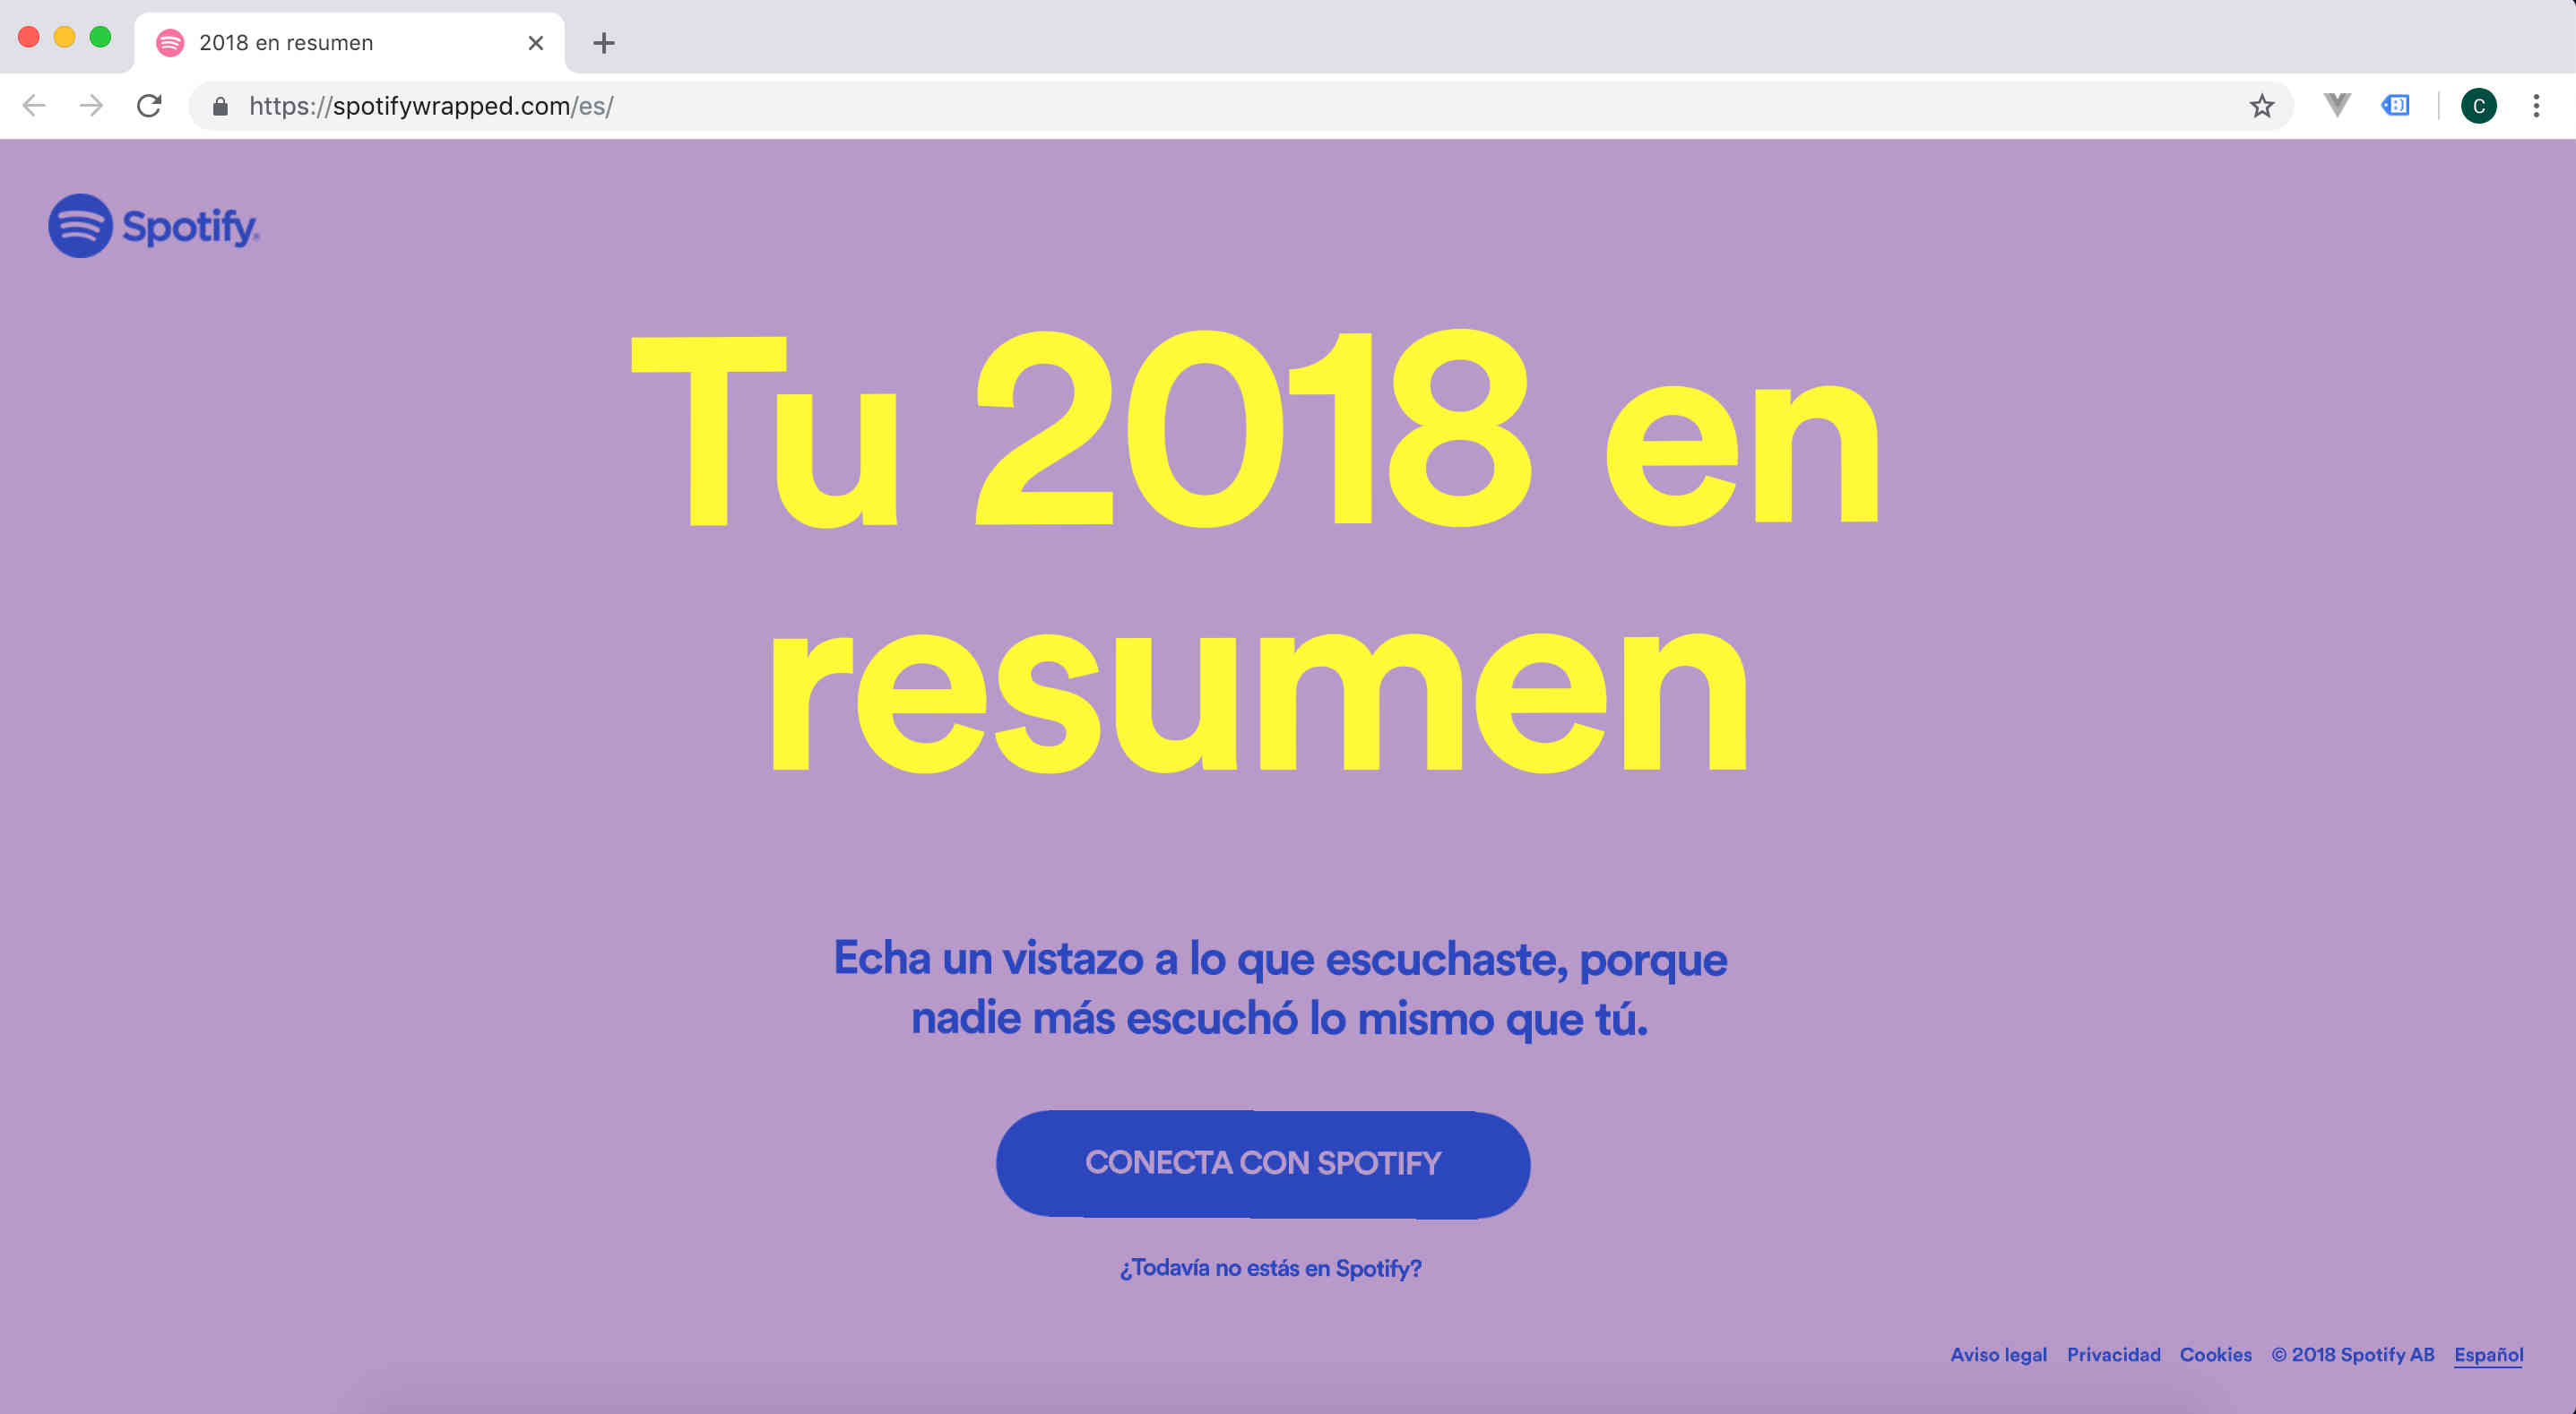 2018 en resumen
https://spotifywrapped.com/es/
C
Spotify®
Tu 2018 en
resumen
Echa un vistazo a lo que escuchaste, porque
nadie más escuchó lo mismo que tú.
CONECTA CON SPOTIFY
¿Todavía no estás en Spotify?
Aviso legal Privacidad Cookies © 2018 Spotify AB Español